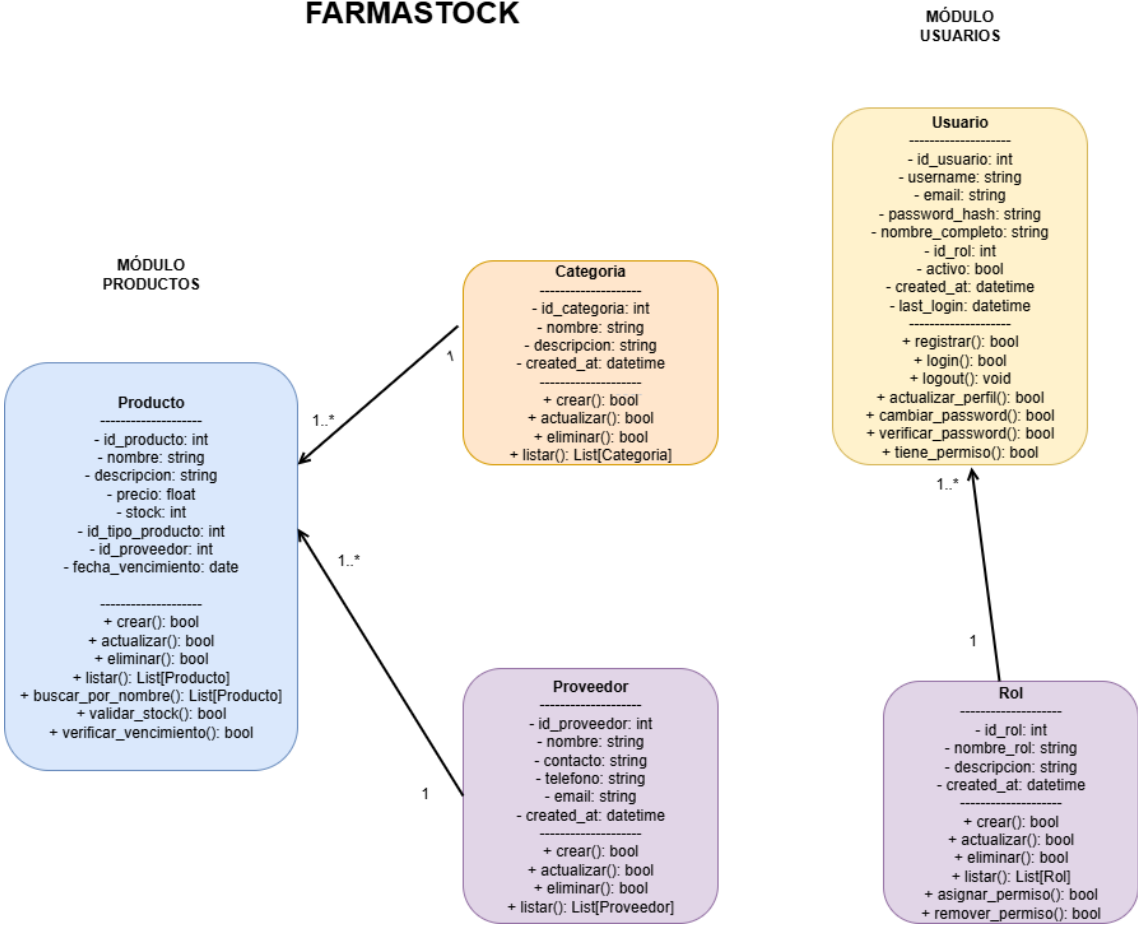 FARMASTOCK
MÓDULO
USUARIOS
Usuario
--------------------
- id_usuario: int
- username: string
- email: string
- password_hash: string
- nombre_completo: string
- id_rol: int
- activo: bool
- created_at: datetime
- last_login: datetime
--------------------
+ registrar(): bool
+ login(): bool
+ logout(): void
+ actualizar_perfil(): bool
+ cambiar_password(): bool
+ verificar_password(): bool
+ tiene_permiso(): bool
MÓDULO
PRODUCTOS
Categoria
--------------------
- id_categoria: int
- nombre: string
- descripcion: string
- created_at: datetime
--------------------
+ crear(): bool
+ actualizar(): bool
+ eliminar(): bool
+ listar(): List[Categoria]
1
1..*
Producto
--------------------
- id_producto: int
- nombre: string
- descripcion: string
- precio: float
- stock: int
- id_tipo_producto: int
- id_proveedor: int
- fecha_vencimiento: date
--------------------
+ crear(): bool
+ actualizar(): bool
+ eliminar(): bool
+ listar(): List[Producto]
+ buscar_por_nombre(): List[Producto]
+ validar_stock(): bool
+ verificar_vencimiento(): bool
1..*
1
Proveedor
--------------------
- id_proveedor: int
- nombre: string
- contacto: string
- telefono: string
- email: string
- created_at: datetime
--------------------
+ crear(): bool
+ actualizar(): bool
+ eliminar(): bool
+ listar(): List[Proveedor]
1..*
1
Rol
--------------------
- id_rol: int
- nombre_rol: string
- descripcion: string
- created_at: datetime
--------------------
+ crear(): bool
+ actualizar(): bool
+ eliminar(): bool
+ listar(): List[Rol]
+ asignar_permiso(): bool
+ remover_permiso(): bool